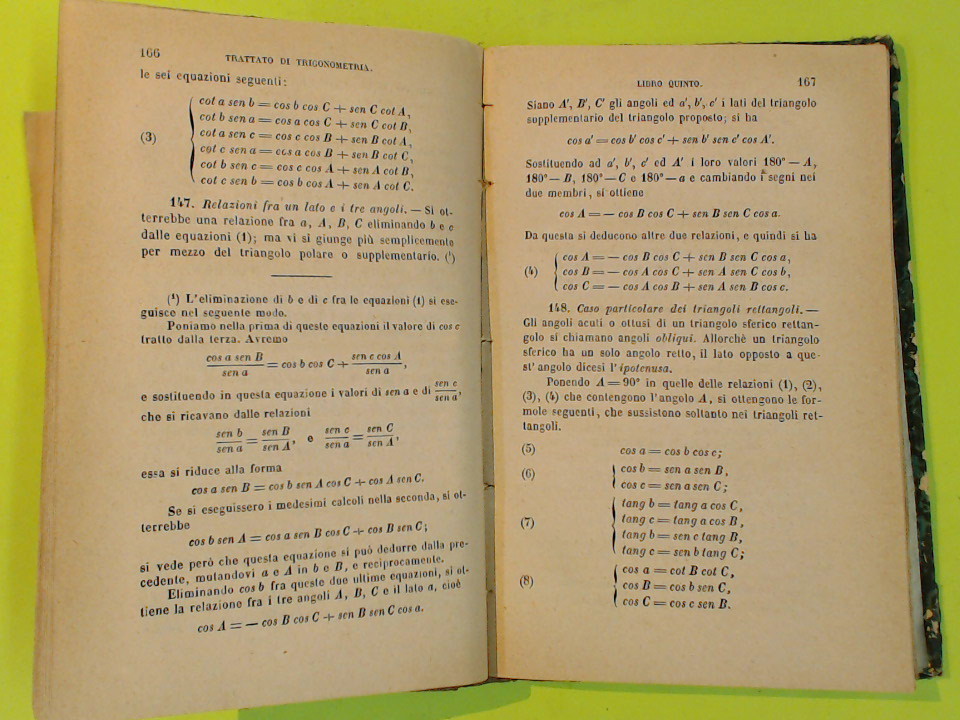 166
TRATTATO DI TRIGONOMETRIA.
le sei equazioni seguenti:
(3)
cot a sen b = cos b cos C + sen C cot A,
cot b sen a = cos a cos C + sen C cot B,
cot a sen c = cos c cos B + sen B cot A,
cot c sen a = cos a cos B + sen B cot C,
cot b sen c = cos c cos A + sen A cot B,
cot c sen b = cos b cos A + sen A cot C.
147. Relazioni fra un lato e i tre angoli. — Si ot-
terrebbe una relazione fra a, A, B, C eliminando b e c
dalle equazioni (1); ma vi si giunge più semplicemente
per mezzo del triangolo polare o supplementario. (¹)
(¹) L'eliminazione di b e di c fra le equazioni (1) si ese-
guisce nel seguente modo.
Poniamo nella prima di queste equazioni il valore di cos c
tratto dalla terza. Avremo
cos a sen B / sen a = cos b cos C + sen c cos A / sen a,
e sostituendo in questa equazione i valori di sen a e di sen c / sen a,
che si ricavano dalle relazioni
sen b / sen a = sen B / sen A, e sen c / sen a = sen C / sen A,
essa si riduce alla forma
cos a sen B = cos b sen A cos C + cos A sen C.
Se si eseguissero i medesimi calcoli nella seconda, si ot-
terrebbe
cos b sen A = cos a sen B cos C + cos B sen C;
si vede però che questa equazione si può dedurre dalla pre-
cedente, mutandovi a e A in b e B, e reciprocamente.
Eliminando cos b fra queste due ultime equazioni, si ot-
tiene la relazione fra i tre angoli A, B, C e il lato a, cioè
cos A = — cos B cos C + sen B sen C cos a.
LIBRO QUINTO.
167
Siano A', B', C' gli angoli ed a', b', c' i lati del triangolo
supplementario del triangolo proposto; si ha
cos a' = cos b' cos c' + sen b' sen c' cos A'.
Sostituendo ad a', b', c' ed A' i loro valori 180° — A,
180° — B, 180° — C e 180° — a e cambiando i segni nei
due membri, si ottiene
cos A = — cos B cos C + sen B sen C cos a.
Da questa si deducono altre due relazioni, e quindi si ha
(4)
cos A = — cos B cos C + sen B sen C cos a,
cos B = — cos A cos C + sen A sen C cos b,
cos C = — cos A cos B + sen A sen B cos c.
148. Caso particolare dei triangoli rettangoli. —
Gli angoli acuti o ottusi di un triangolo sferico rettan-
golo si chiamano angoli obliqui. Allorchè un triangolo
sferico ha un solo angolo retto, il lato opposto a que-
st' angolo dicesi l' ipotenusa.
Ponendo A = 90° in quelle delle relazioni (1), (2),
(3), (4) che contengono l'angolo A, si ottengono le for-
mole seguenti, che sussistono soltanto nei triangoli ret-
tangoli.
(5) cos a = cos b cos c;
(6)
cos b = sen a sen B,
cos c = sen a sen C;
(7)
tang b = tang a cos C,
tang c = tang a cos B,
tang b = sen c tang B,
tang c = sen b tang C;
(8)
cos a = cot B cot C,
cos B = cos b sen C,
cos C = cos c sen B.